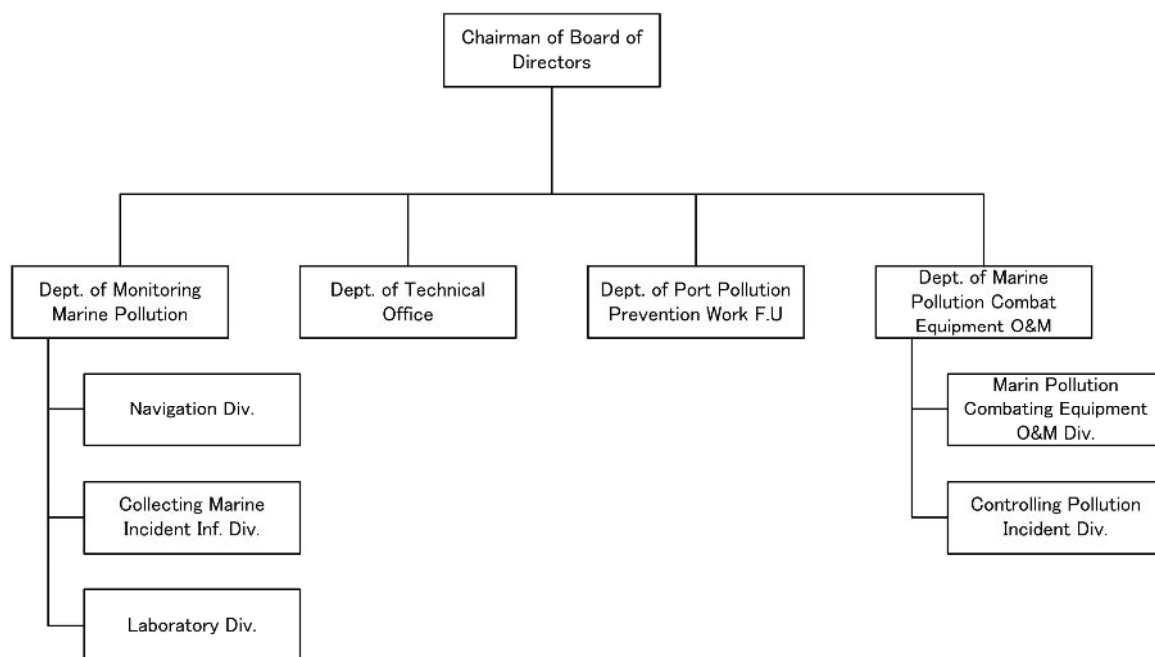 Chairman of Board of
Directors
Dept. of Monitoring
Marine Pollution
Dept. of Technical
Office
Dept. of Port Pollution
Prevention Work F.U
Dept. of Marine
Pollution Combat
Equipment O&M
Navigation Div.
Collecting Marine
Incident Inf. Div.
Laboratory Div.
Marin Pollution
Combating Equipment
O&M Div.
Controlling Pollution
Incident Div.